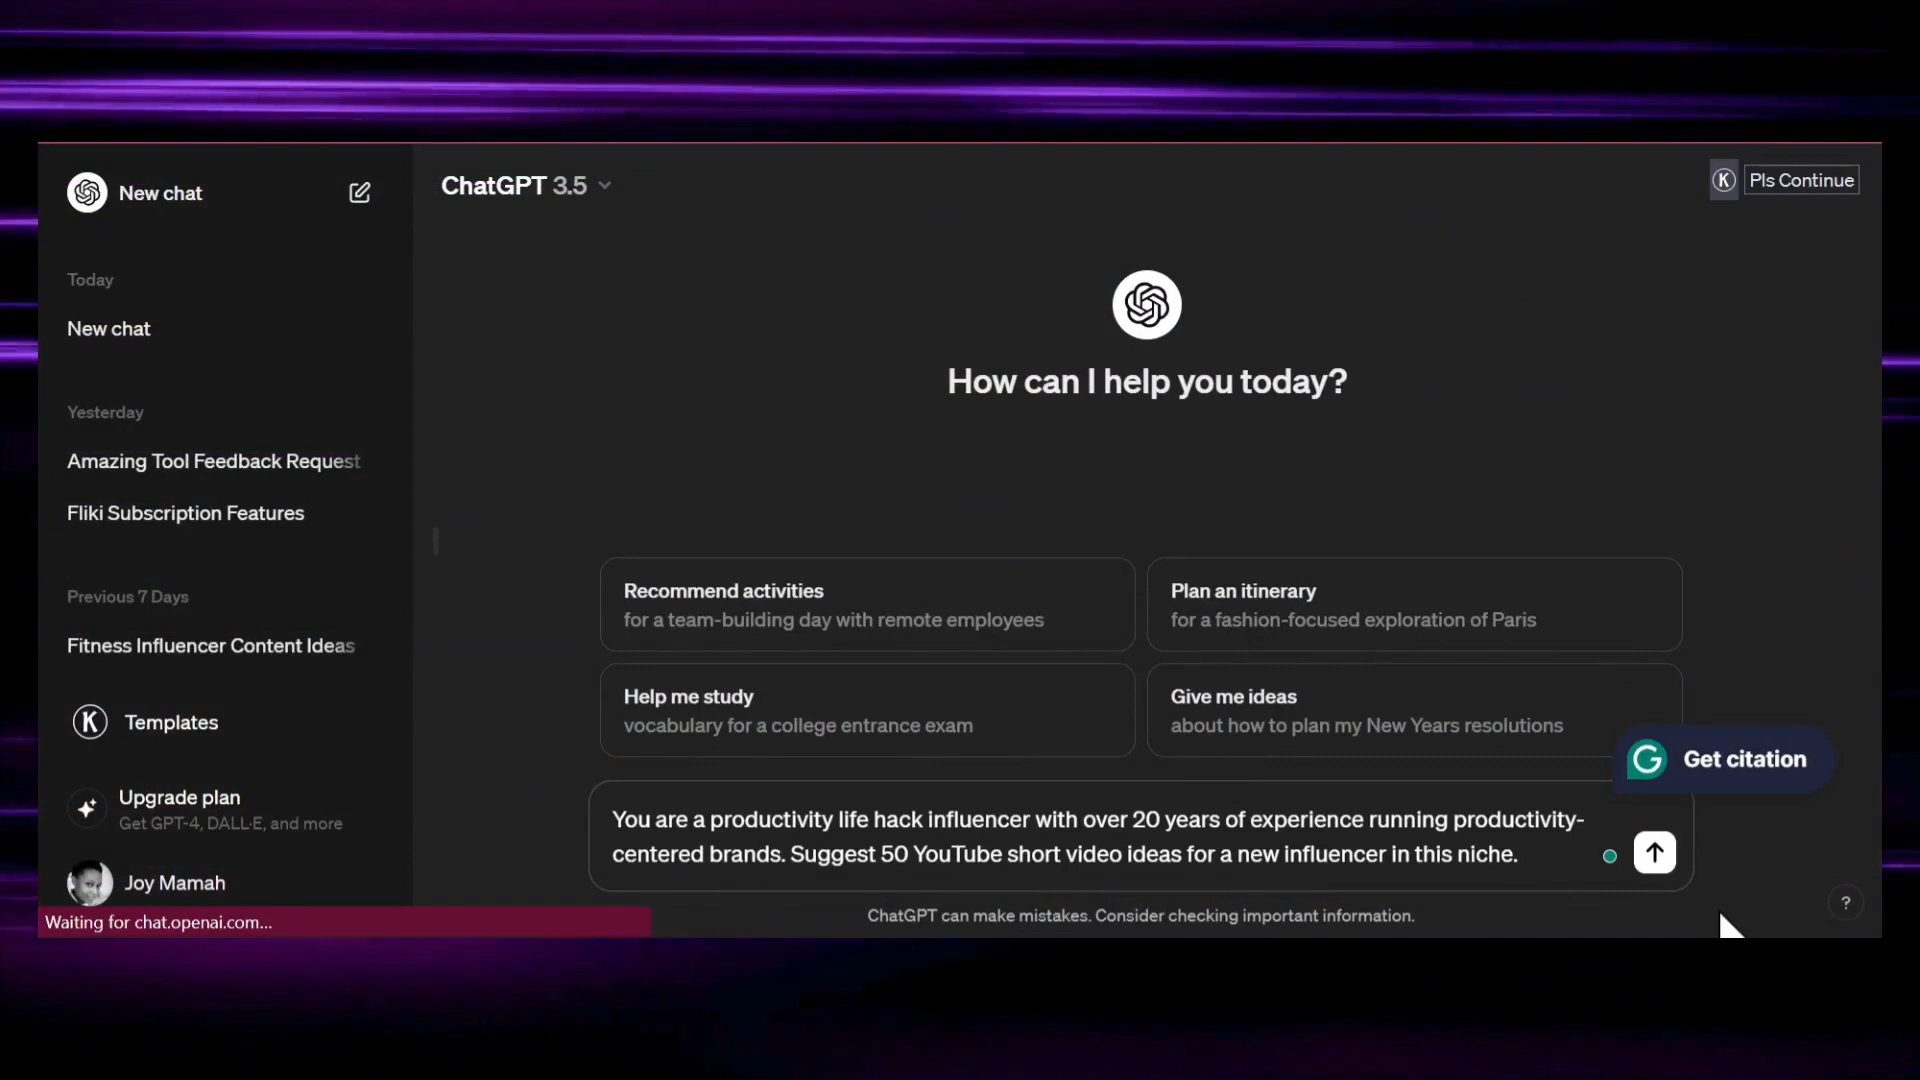 New chat
ChatGPT 3.5
K
Pls Continue
Today
New chat
How can I help you today?
Yesterday
Amazing Tool Feedback Request
Fliki Subscription Features
Previous 7 Days
Fitness Influencer Content Ideas
Recommend activities
for a team-building day with remote employees
Plan an itinerary
for a fashion-focused exploration of Paris
Help me study
vocabulary for a college entrance exam
Give me ideas
about how to plan my New Years resolutions
K Templates
G Get citation
Upgrade plan
Get GPT-4, DALL·E, and more
You are a productivity life hack influencer with over 20 years of experience running productivity-
centered brands. Suggest 50 YouTube short video ideas for a new influencer in this niche.
Joy Mamah
Waiting for chat.openai.com...
ChatGPT can make mistakes. Consider checking important information.
?